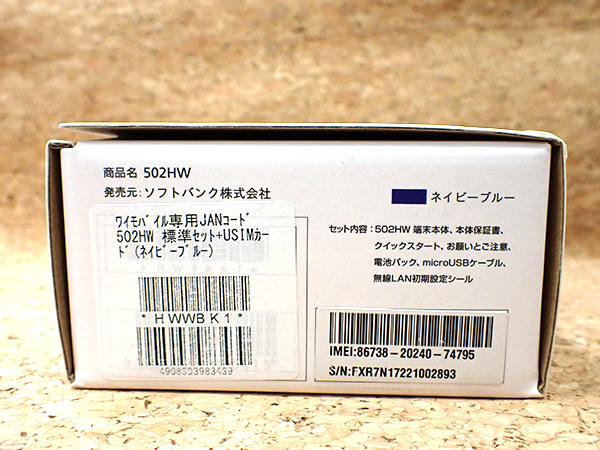 商品名 502HW
発売元：ソフトバンク株式会社
ネイビーブルー
ワイモバイル専用JANコード
502HW 標準セット+USIMカー
ド(ネイビーブルー)
* H W W B K 1 *
4908993983439
セット内容：502HW 端末本体、本体保証書、
クイックスタート、お願いとご注意、
電池パック、microUSBケーブル、
無線LAN初期設定シール
IMEI:86738-20240-74795
S/N:FXR7N17221002893